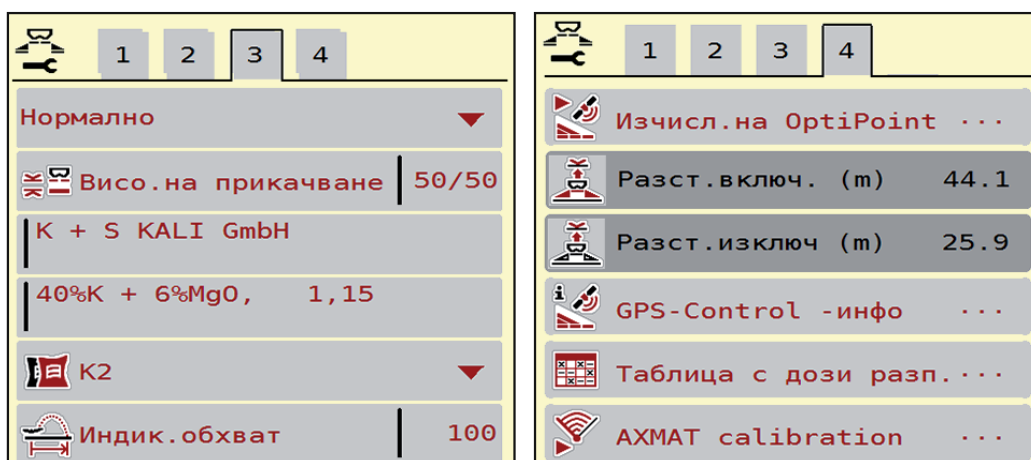 1 2 3 4
Нормално
Висо.на прикачване 50/50
K + S KALI GmbH
40%K + 6%MgO, 1,15
K2
Индик.обхват 100
1 2 3 4
Изчисл.на OptiPoint ...
Разст.включ. (m) 44.1
Разст.изключ (m) 25.9
i
GPS-Control -инфо ...
Таблица с дози разп. ...
AXMAT calibration ...